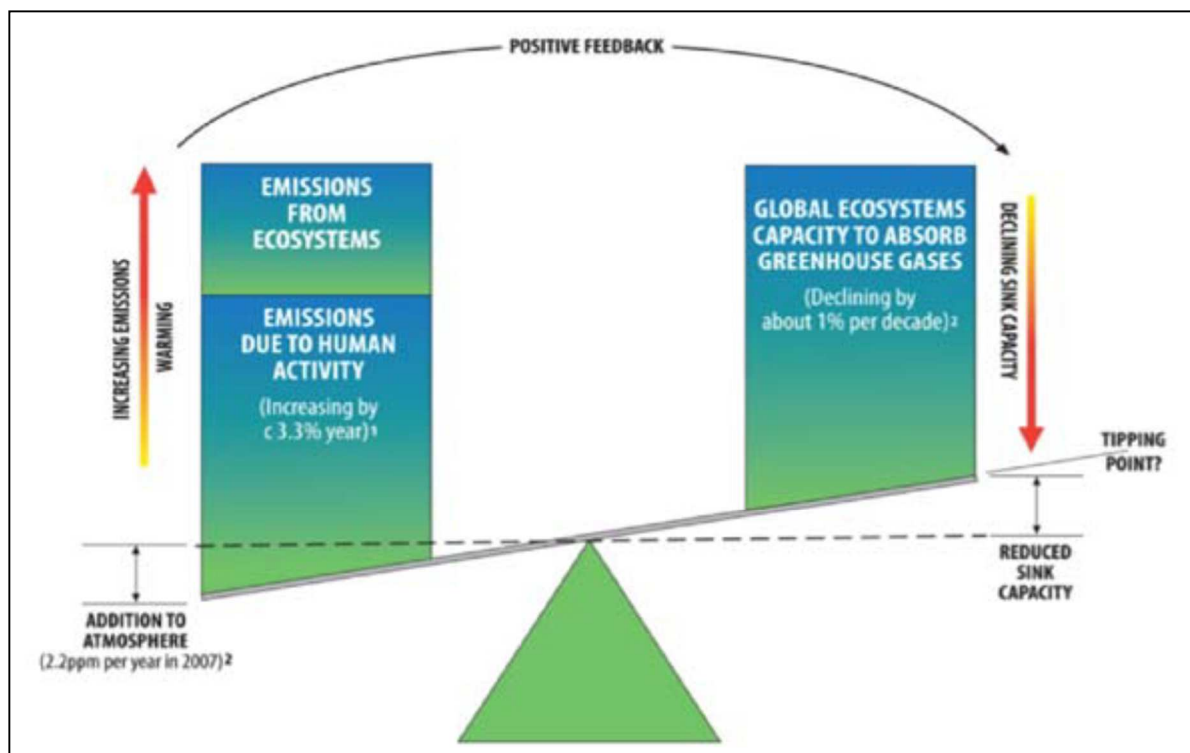 POSITIVE FEEDBACK
INCREASING EMISSIONS
WARMING
EMISSIONS
FROM
ECOSYSTEMS
EMISSIONS
DUE TO HUMAN
ACTIVITY
(Increasing by
c 3.3% year)¹
GLOBAL ECOSYSTEMS
CAPACITY TO ABSORB
GREENHOUSE GASES
(Declining by
about 1% per decade)²
DECLINING SINK CAPACITY
TIPPING
POINT?
REDUCED
SINK
CAPACITY
ADDITION TO
ATMOSPHERE
(2.2ppm per year in 2007)²